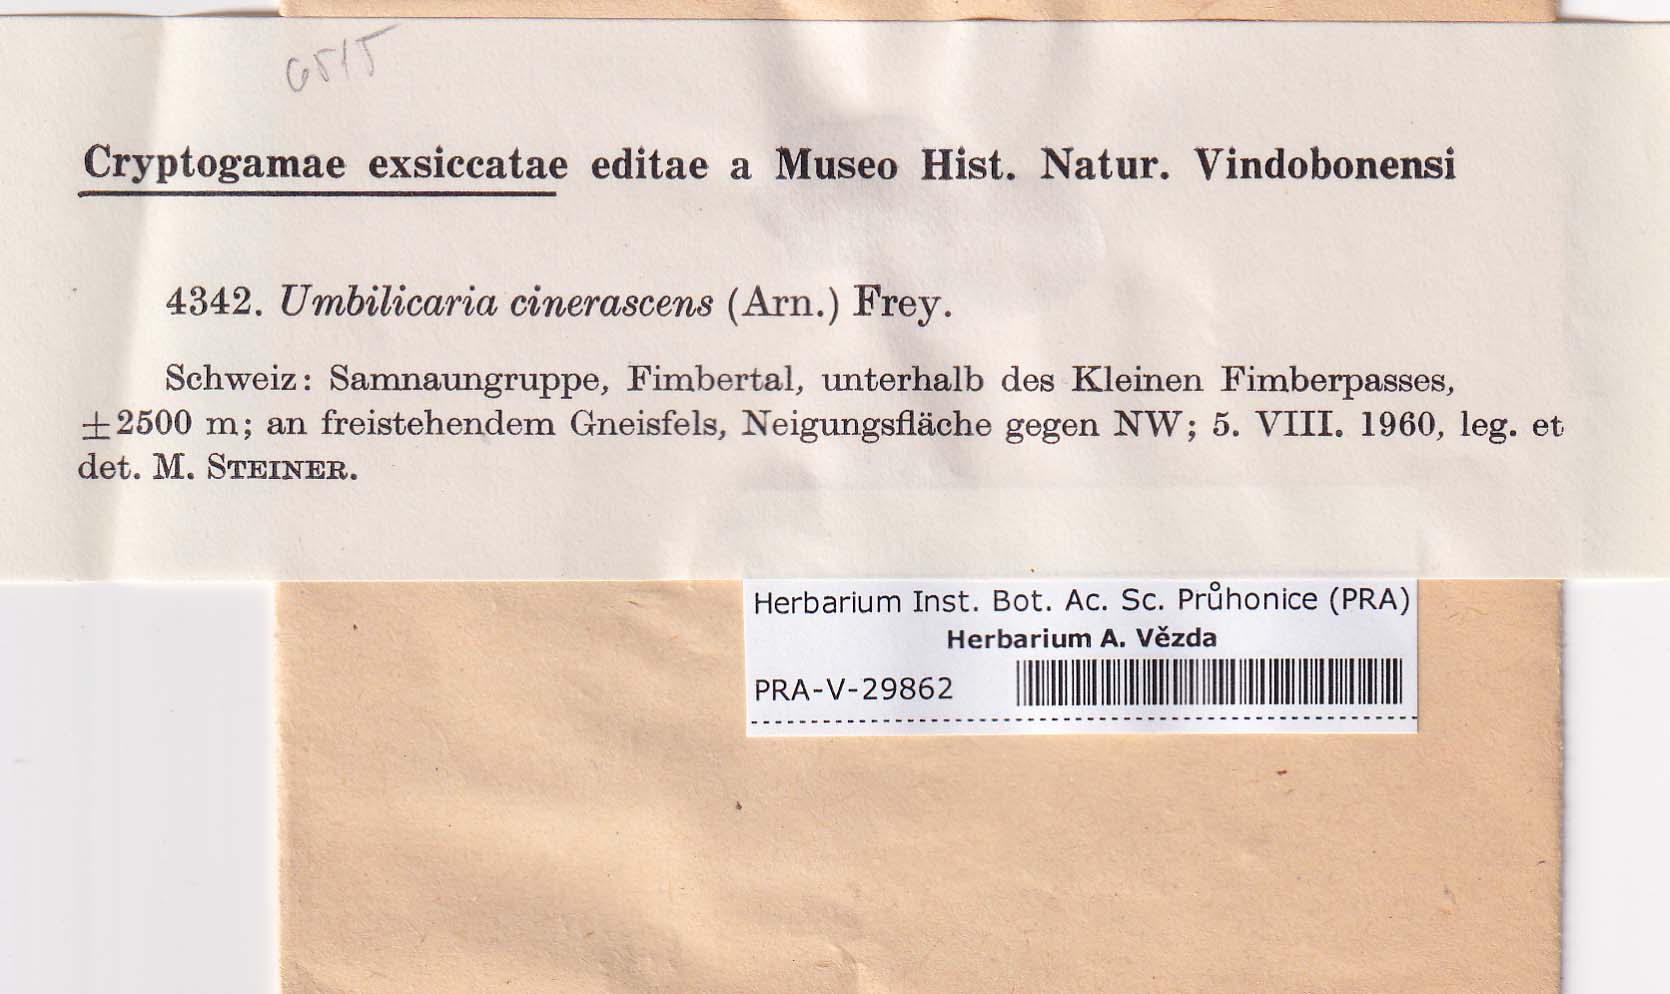 6515
Cryptogamae exsiccatae editae a Museo Hist. Natur. Vindobonensi
4342. Umbilicaria cinerascens (Arn.) Frey.
Schweiz: Samnaungruppe, Fimbertal, unterhalb des Kleinen Fimberpasses,
±2500 m; an freistehendem Gneisfels, Neigungsfläche gegen NW; 5. VIII. 1960, leg. et
det. M. STEINER.
Herbarium Inst. Bot. Ac. Sc. Průhonice (PRA)
Herbarium A. Vězda
PRA-V-29862